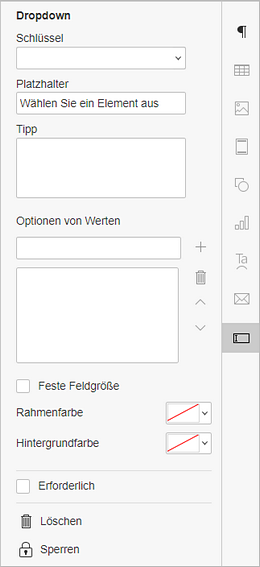 Dropdown
Schlüssel
Platzhalter
Wählen Sie ein Element aus
Tipp
Optionen von Werten
Feste Feldgröße
Rahmenfarbe
Hintergrundfarbe
Erforderlich
Löschen
Sperren
Ta